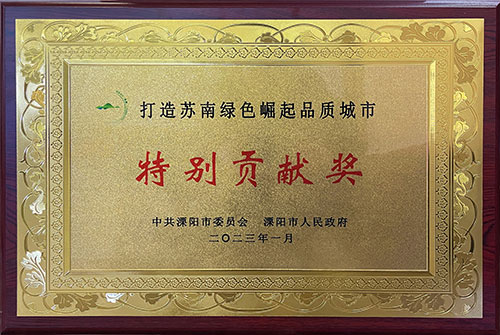 打造苏南绿色崛起品质城市
特别贡献奖
中共溧阳市委员会 溧阳市人民政府
二〇二三年一月